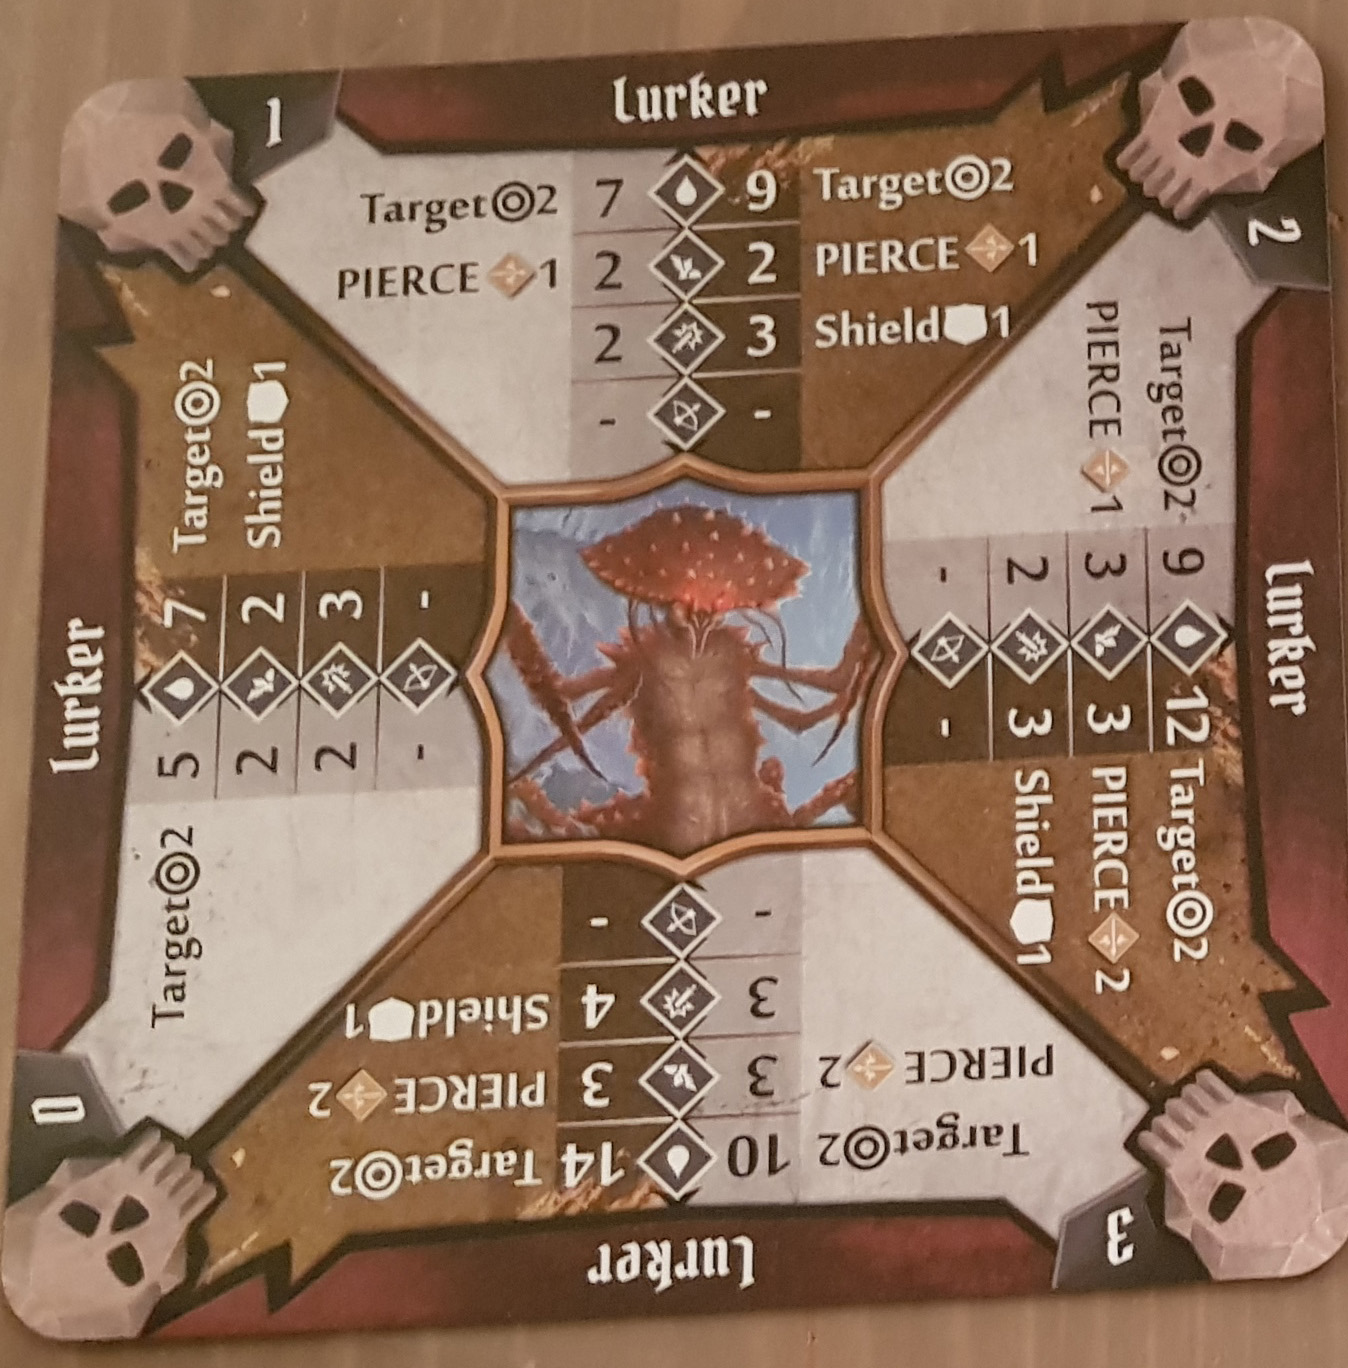 Lurker
1
Target 2 7 9 Target 2
PIERCE 1 2 2 PIERCE 1
2 3 Shield 1
- -
Lurker
2
Target 2 9 12 Target 2
PIERCE 1 3 3 PIERCE 2
2 3 Shield 1
- -
Lurker
3
Target 2 10 14 Target 2
PIERCE 2 3 3 PIERCE 2
3 4 Shield 1
- -
Lurker
0
Target 2 5 7 Target 2
2 2 Shield 1
2 3
- -